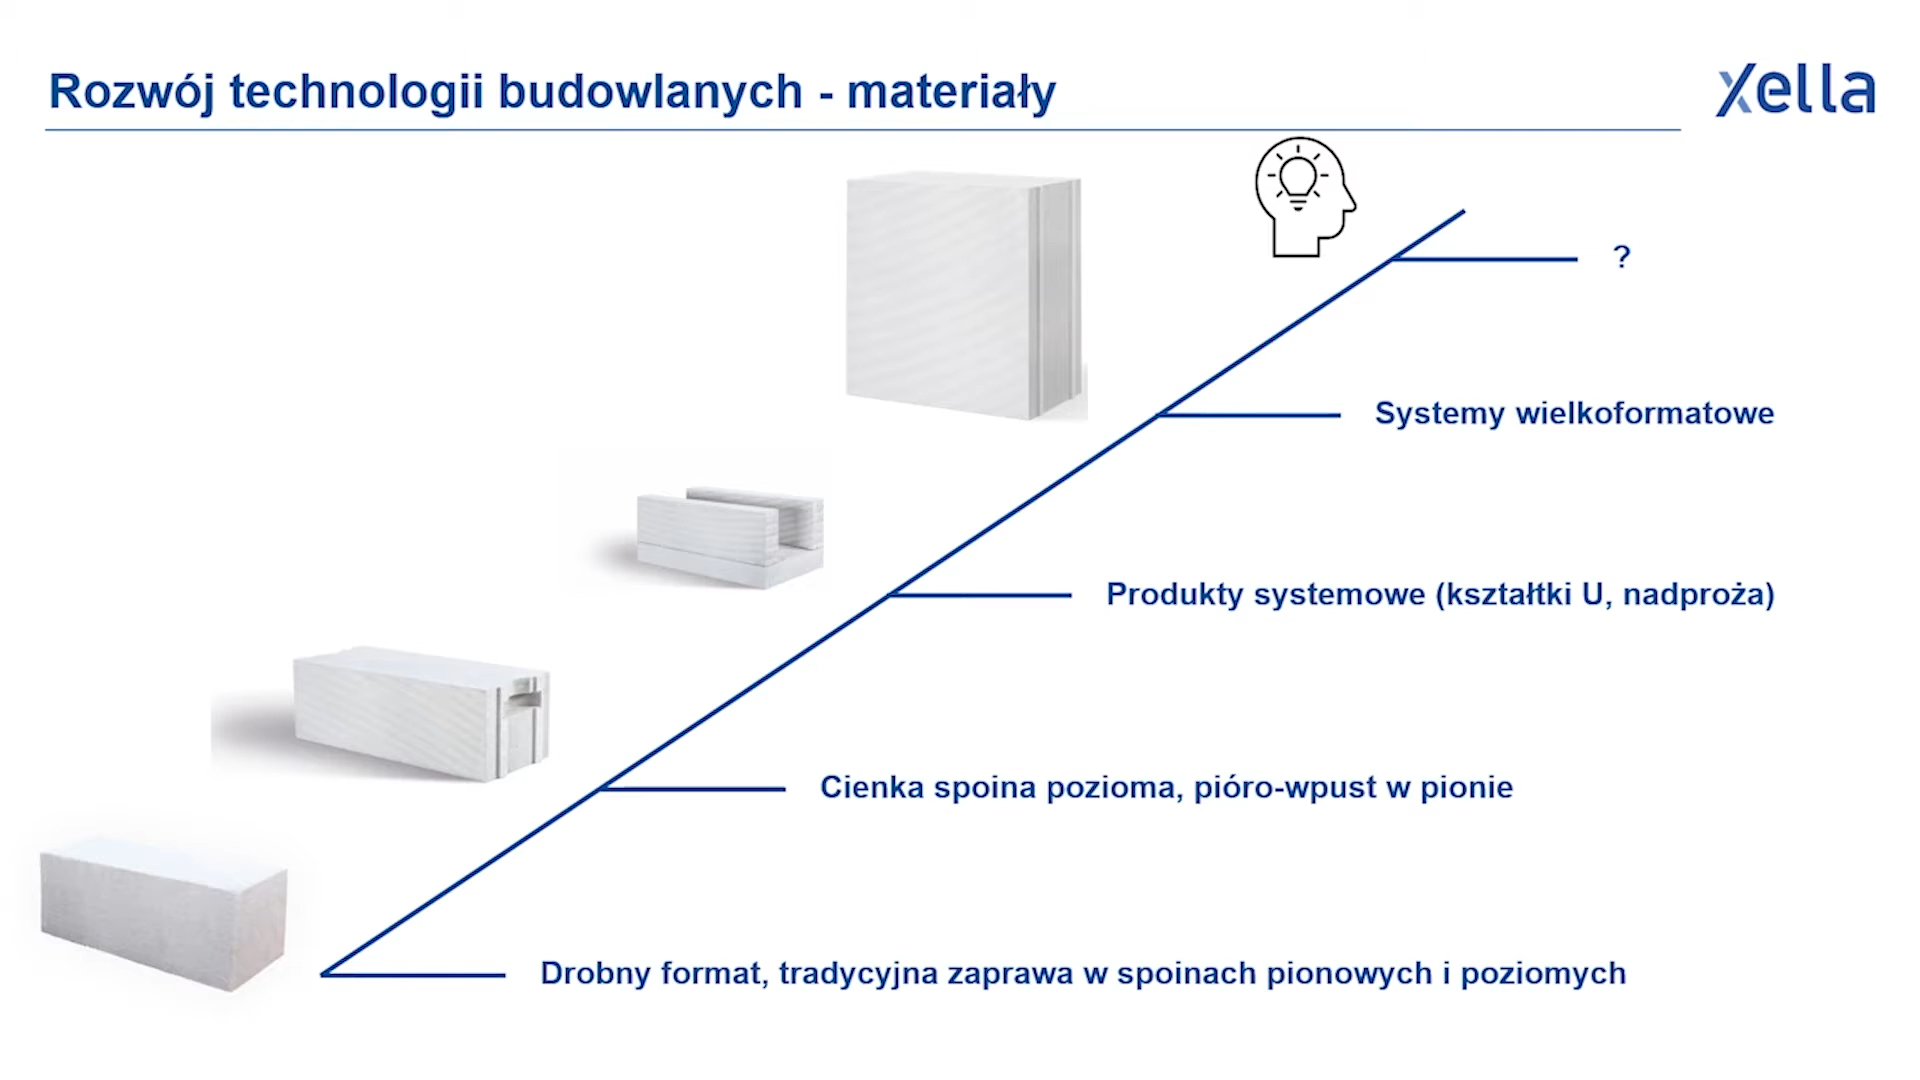 Rozwój technologii budowlanych - materiały
xella
?
Systemy wielkoformatowe
Produkty systemowe (kształtki U, nadproża)
Cienka spoina pozioma, pióro-wpust w pionie
Drobny format, tradycyjna zaprawa w spoinach pionowych i poziomych